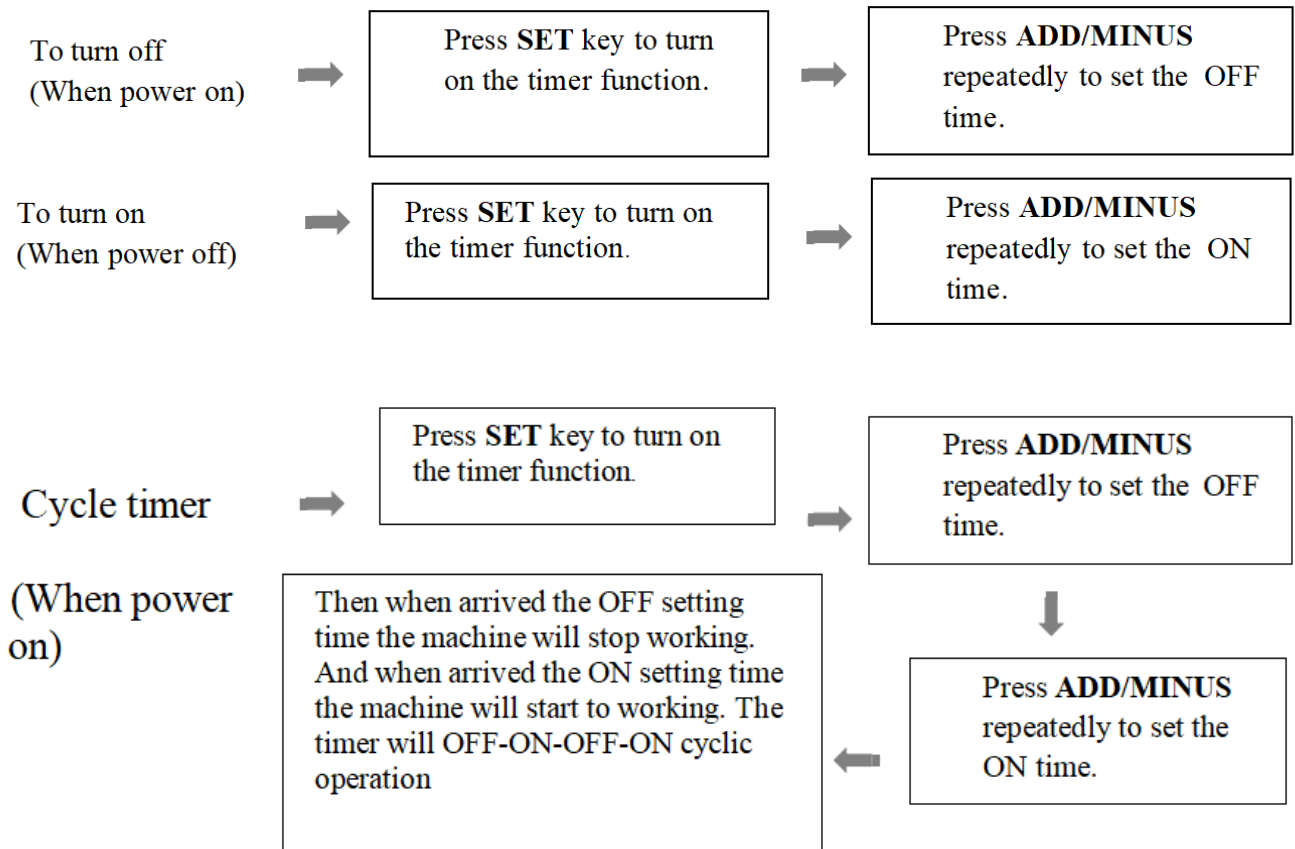 To turn off
(When power on)
Press SET key to turn
on the timer function.
Press ADD/MINUS
repeatedly to set the OFF
time.
To turn on
(When power off)
Press SET key to turn on
the timer function.
Press ADD/MINUS
repeatedly to set the ON
time.
Cycle timer
(When power
on)
Press SET key to turn on
the timer function.
Press ADD/MINUS
repeatedly to set the OFF
time.
Press ADD/MINUS
repeatedly to set the
ON time.
Then when arrived the OFF setting
time the machine will stop working.
And when arrived the ON setting time
the machine will start to working. The
timer will OFF-ON-OFF-ON cyclic
operation